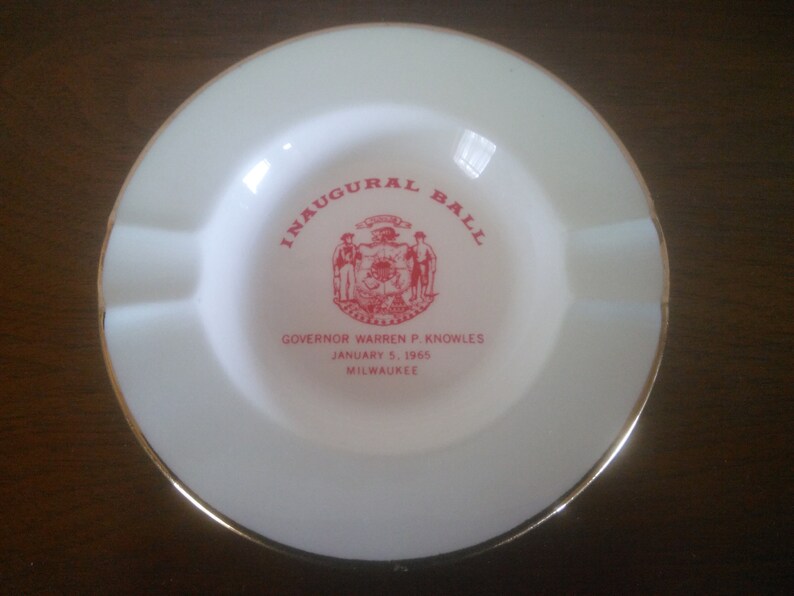 INAUGURAL BALL
GOVERNOR WARREN P. KNOWLES
JANUARY 5, 1965
MILWAUKEE